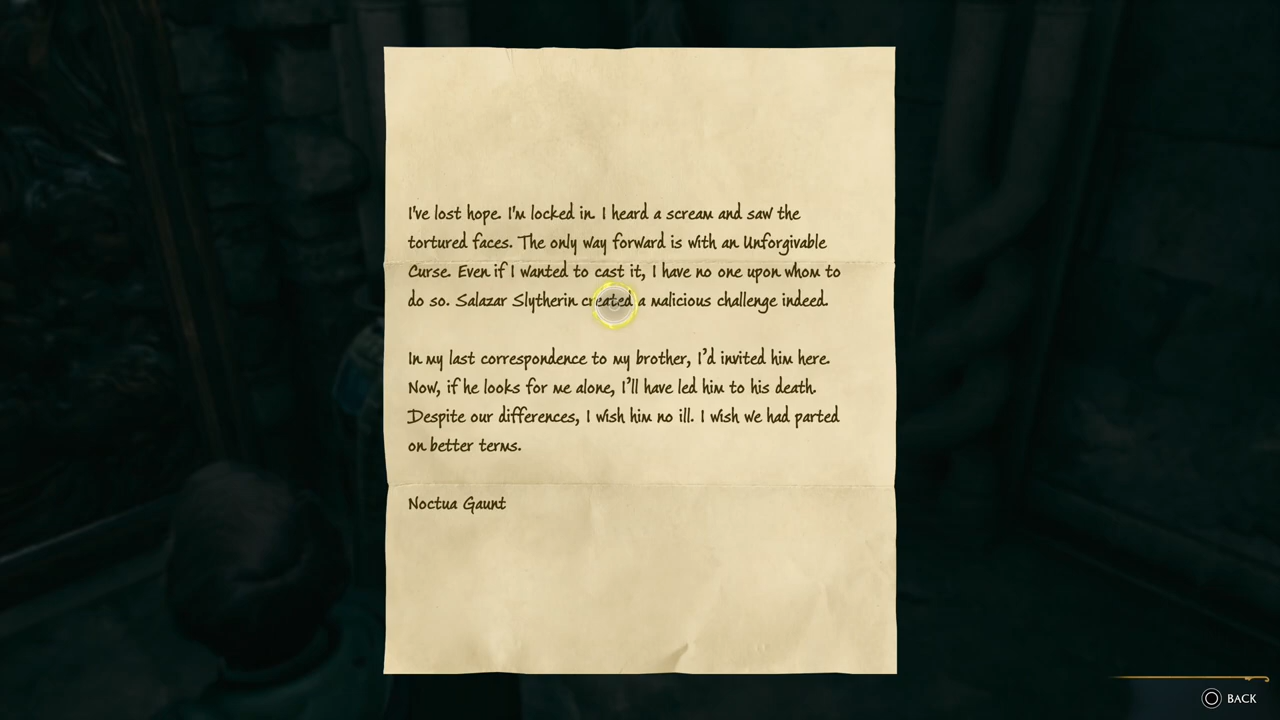 I've lost hope. I'm locked in. I heard a scream and saw the
tortured faces. The only way forward is with an Unforgivable
Curse. Even if I wanted to cast it, I have no one upon whom to
do so. Salazar Slytherin created a malicious challenge indeed.
In my last correspondence to my brother, I'd invited him here.
Now, if he looks for me alone, I'll have led him to his death.
Despite our differences, I wish him no ill. I wish we had parted
on better terms.
Noctua Gaunt
BACK